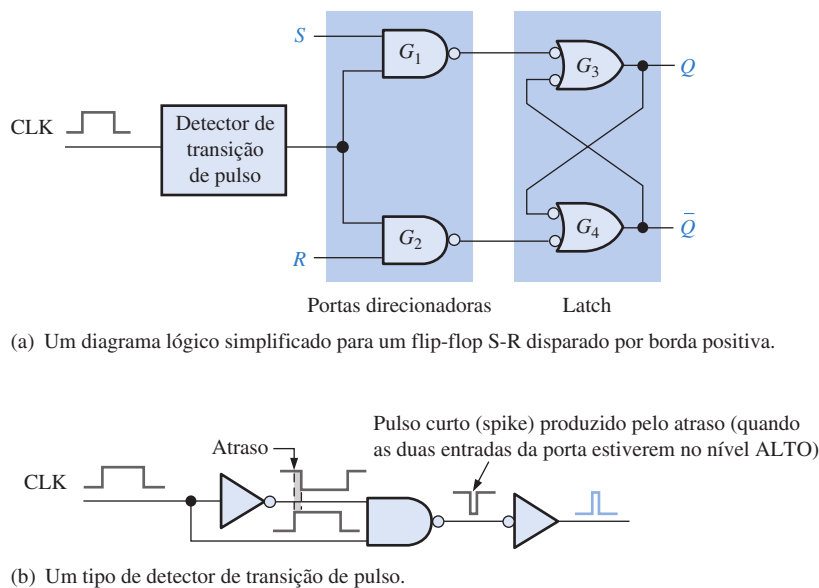 S
G1
G3
Q
CLK
Detector de
transição
de pulso
G2
G4
Q̄
R
Portas direcionadoras
Latch
(a) Um diagrama lógico simplificado para um flip-flop S-R disparado por borda positiva.
Pulso curto (spike) produzido pelo atraso (quando
as duas entradas da porta estiverem no nível ALTO)
Atraso
CLK
(b) Um tipo de detector de transição de pulso.